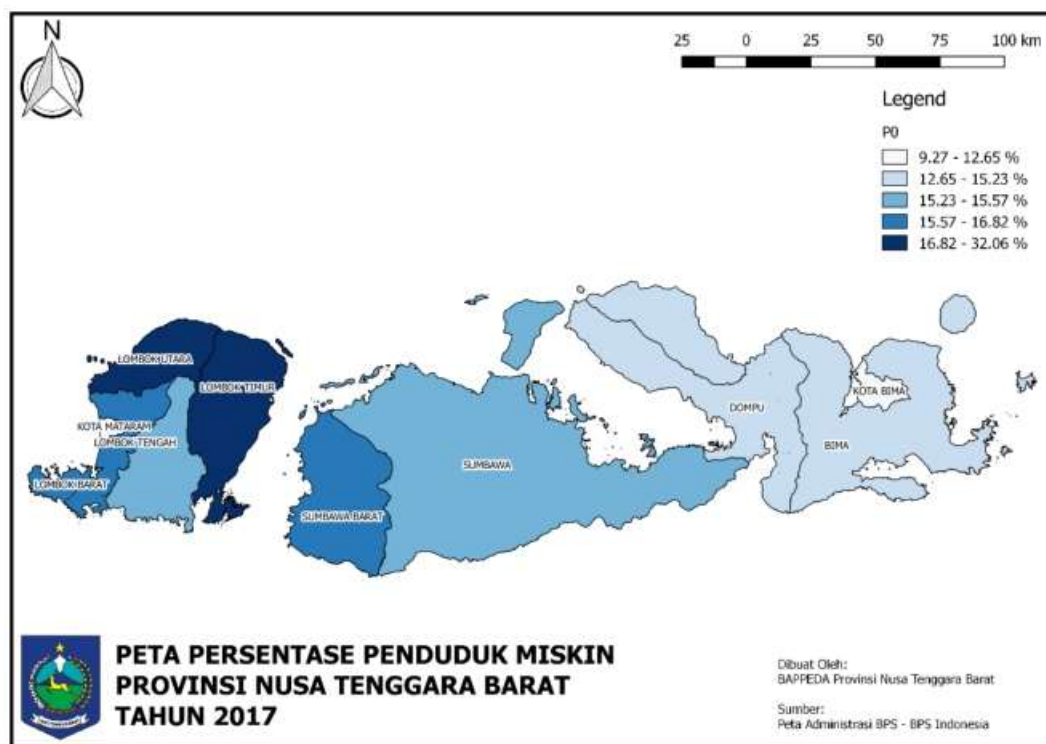 N
25 0 25 50 75 100 km
Legend
P0
9.27 - 12.65 %
12.65 - 15.23 %
15.23 - 15.57 %
15.57 - 16.82 %
16.82 - 32.06 %
LOMBOK UTARA
LOMBOK TIMUR
KOTA MATARAM
LOMBOK TENGAH
LOMBOK BARAT
SUMBAWA BARAT
SUMBAWA
DOMPU
KOTA BIMA
BIMA
PETA PERSENTASE PENDUDUK MISKIN
PROVINSI NUSA TENGGARA BARAT
TAHUN 2017
Dibuat Oleh:
BAPPEDA Provinsi Nusa Tenggara Barat
Sumber:
Peta Administrasi BPS - BPS Indonesia